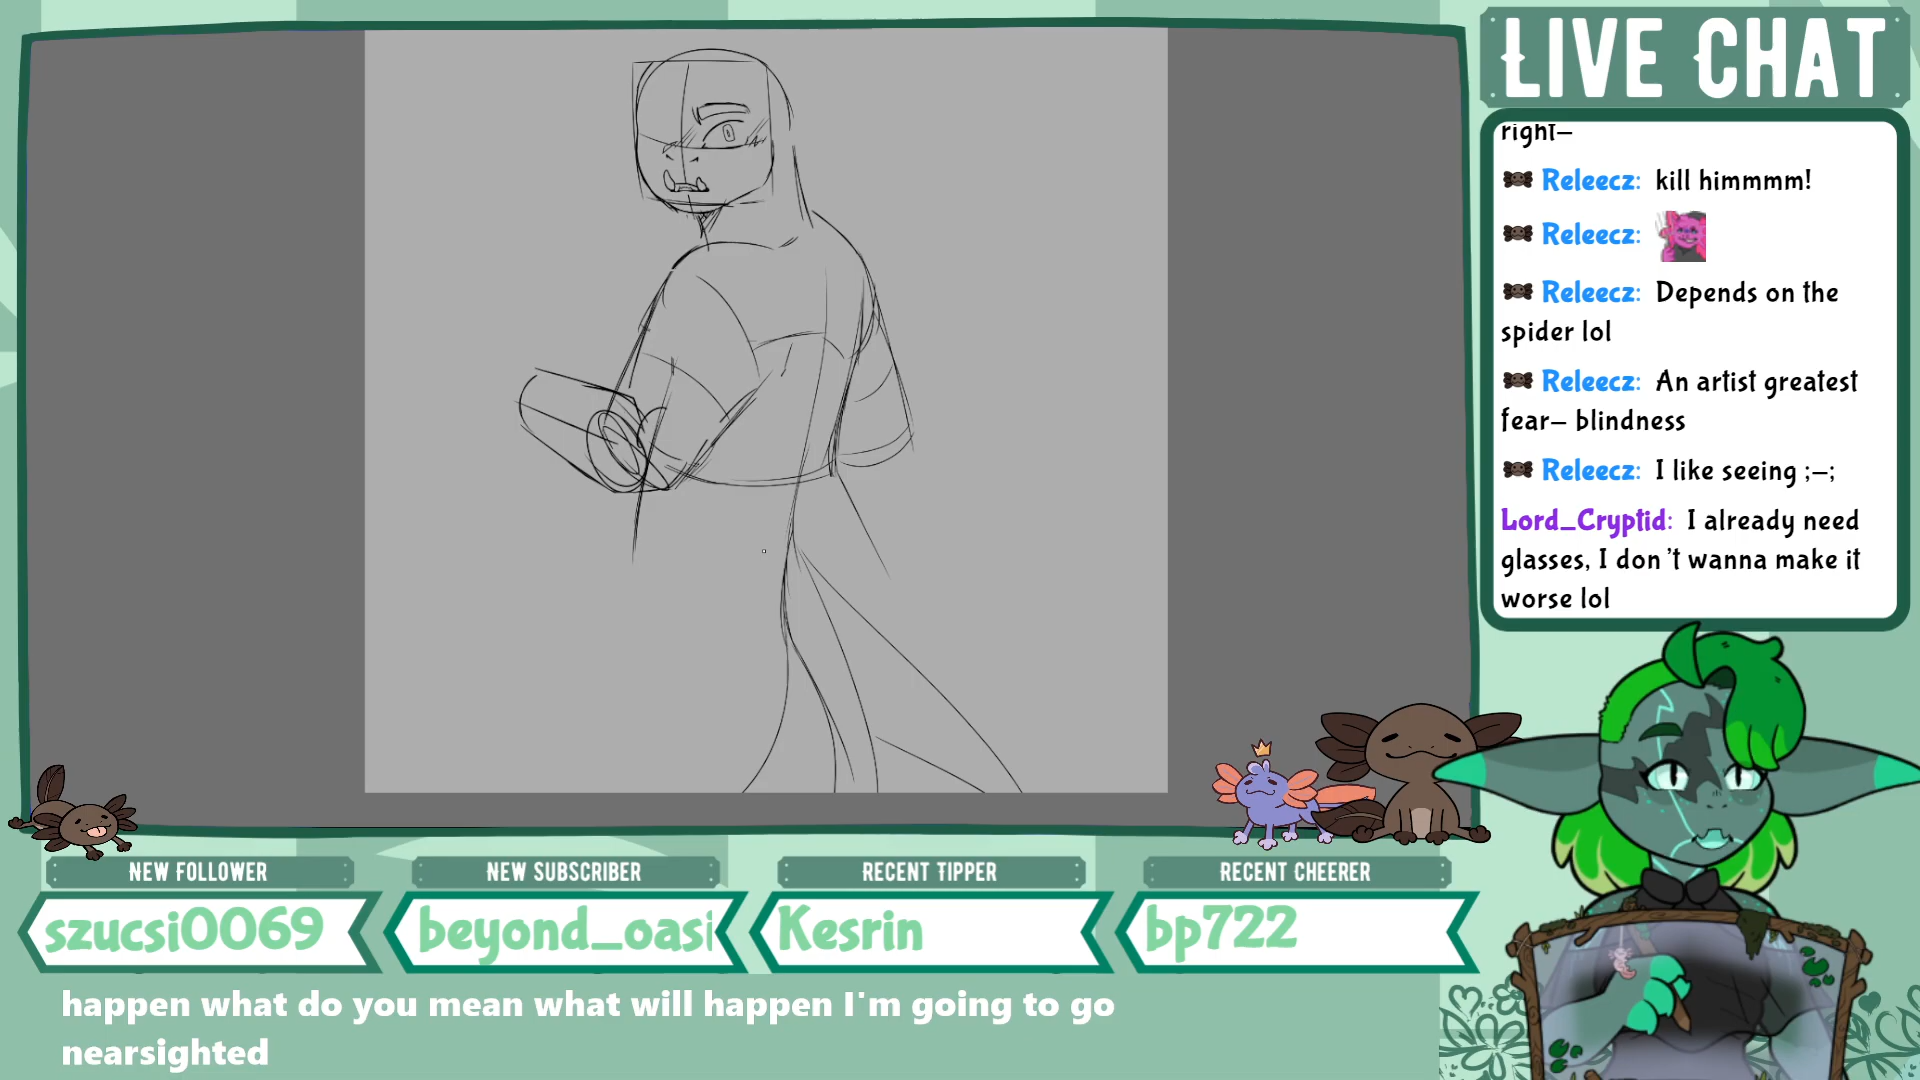 LIVE CHAT
right—
Releecz: kill himmmm!
Releecz:
Releecz: Depends on the
spider lol
Releecz: An artist greatest
fear— blindness
Releecz: I like seeing ;—;
Lord_Cryptid: I already need
glasses, I don't wanna make it
worse lol
NEW FOLLOWER
NEW SUBSCRIBER
RECENT TIPPER
RECENT CHEERER
szucsi0069
beyond_oasi
Kesrin
bp722
happen what do you mean what will happen I'm going to go
nearsighted